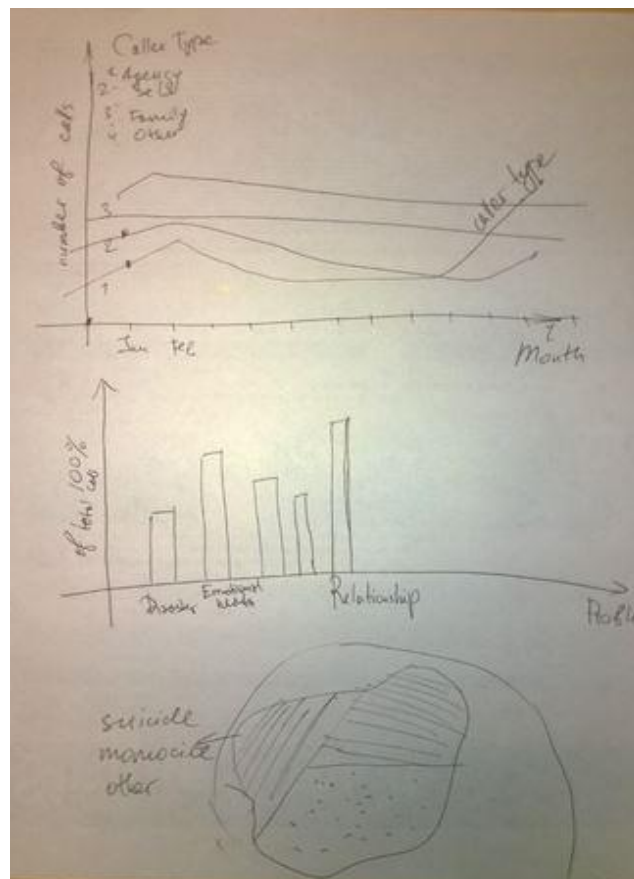 Caller Type
1- Agency
2- Self
3- Family
4- Other
number of calls
caller type
3
2
1
Jan Feb
Month
of total 100%
calls
Disaster
Emotional
Relationship
Probl
suicide
other